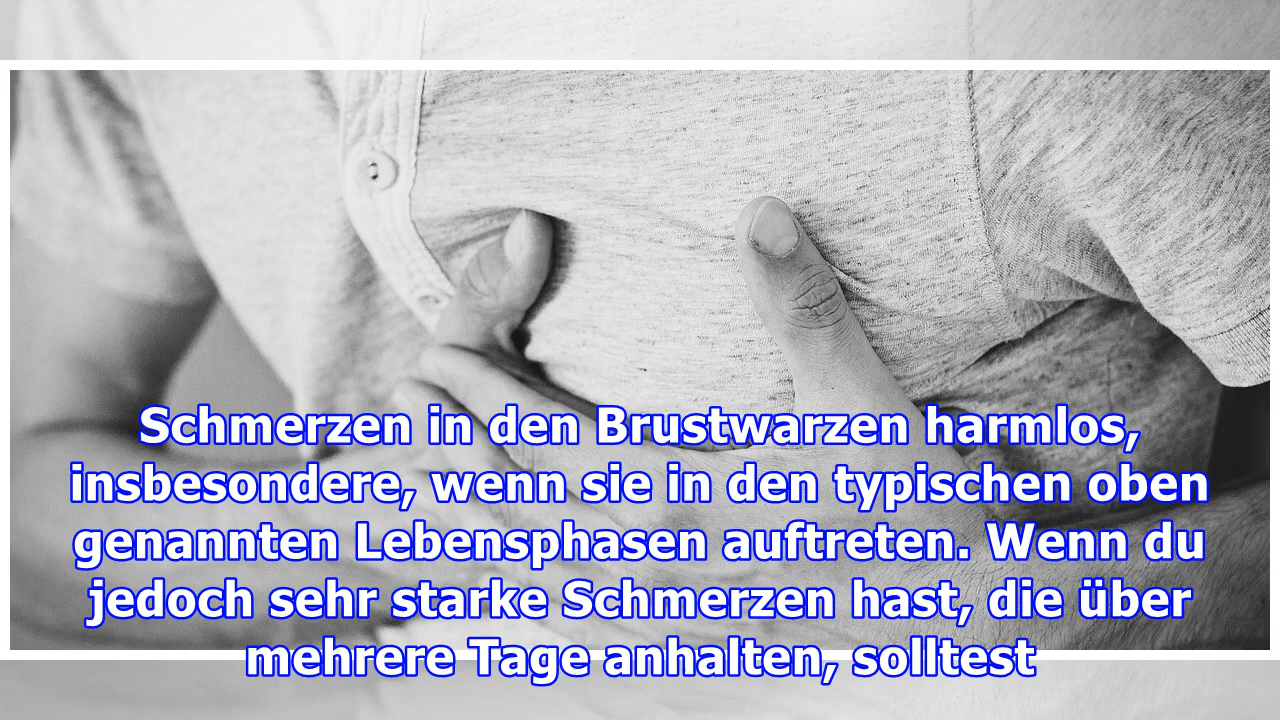 Schmerzen in den Brustwarzen harmlos,
insbesondere, wenn sie in den typischen oben
genannten Lebensphasen auftreten. Wenn du
jedoch sehr starke Schmerzen hast, die über
mehrere Tage anhalten, solltest